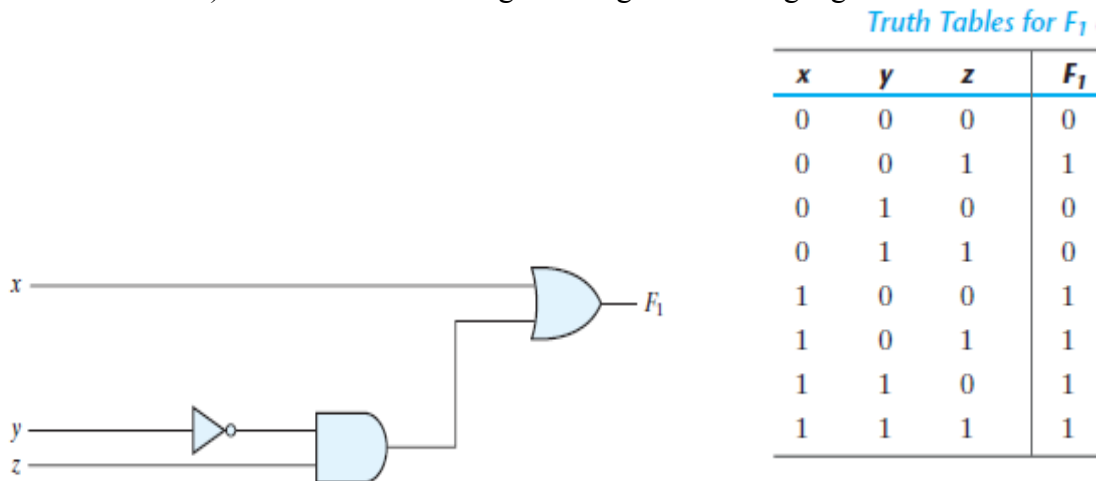 Truth Tables for F1
x y z F1
0 0 0 0
0 0 1 1
0 1 0 0
0 1 1 0
1 0 0 1
1 0 1 1
1 1 0 1
1 1 1 1
x
F1
y
z